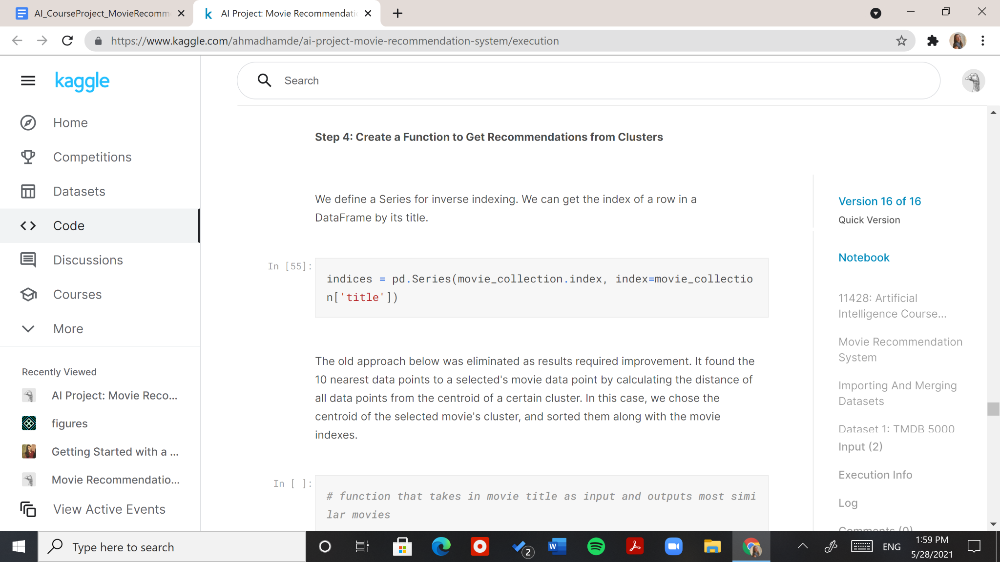 AI_CourseProject_MovieRecomm
AI Project: Movie Recommendati
https://www.kaggle.com/ahmadhamde/ai-project-movie-recommendation-system/execution
kaggle
Search
Home
Competitions
Datasets
Code
Discussions
Courses
More
Recently Viewed
AI Project: Movie Reco...
figures
Getting Started with a ...
Movie Recommendatio...
View Active Events
Step 4: Create a Function to Get Recommendations from Clusters
We define a Series for inverse indexing. We can get the index of a row in a
DataFrame by its title.
In [55]:
indices = pd.Series(movie_collection.index, index=movie_collectio
n['title'])
The old approach below was eliminated as results required improvement. It found the
10 nearest data points to a selected's movie data point by calculating the distance of
all data points from the centroid of a certain cluster. In this case, we chose the
centroid of the selected movie's cluster, and sorted them along with the movie
indexes.
In [ ]:
# function that takes in movie title as input and outputs most simi
lar movies
Version 16 of 16
Quick Version
Notebook
11428: Artificial
Intelligence Course...
Movie Recommendation
System
Importing And Merging
Datasets
Dataset 1: TMDB 5000
Input (2)
Execution Info
Log
Comments (0)
Type here to search
2
ENG
1:59 PM
5/28/2021